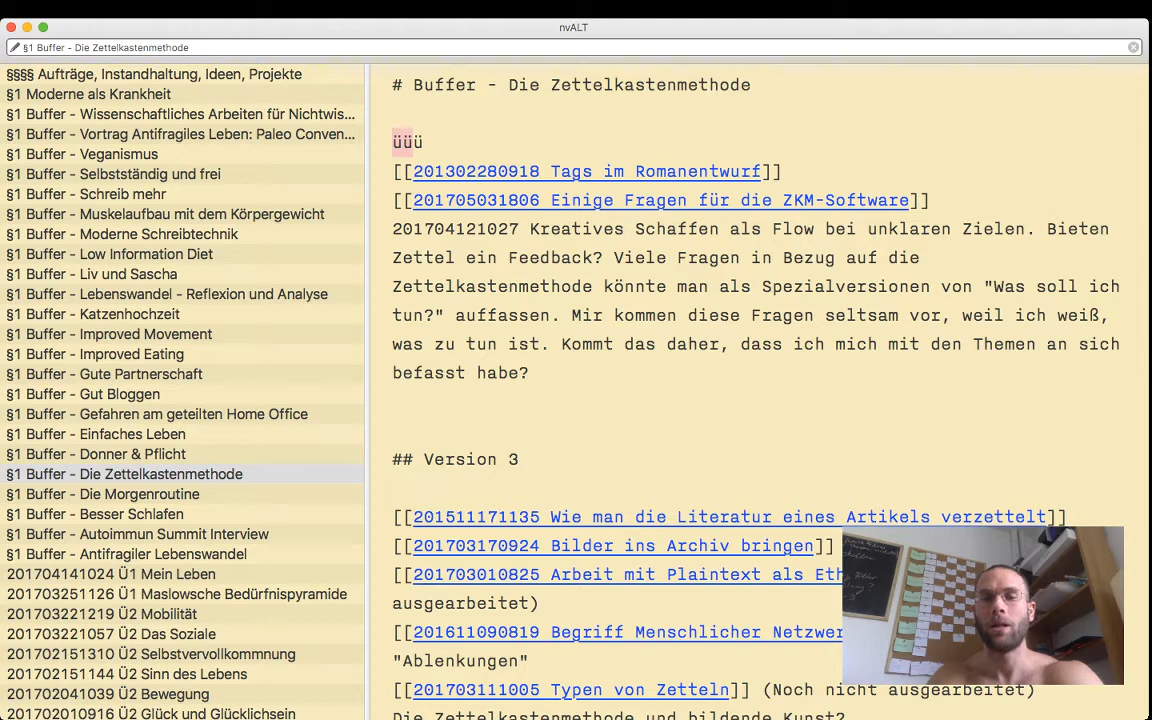 nvALT
§1 Buffer - Die Zettelkastenmethode
§§§§ Aufträge, Instandhaltung, Ideen, Projekte
§1 Moderne als Krankheit
§1 Buffer - Wissenschaftliches Arbeiten für Nichtwis...
§1 Buffer - Vortrag Antifragiles Leben: Paleo Conven...
§1 Buffer - Veganismus
§1 Buffer - Selbstständig und frei
§1 Buffer - Schreib mehr
§1 Buffer - Muskelaufbau mit dem Körpergewicht
§1 Buffer - Moderne Schreibtechnik
§1 Buffer - Low Information Diet
§1 Buffer - Liv und Sascha
§1 Buffer - Lebenswandel - Reflexion und Analyse
§1 Buffer - Katzenhochzeit
§1 Buffer - Improved Movement
§1 Buffer - Improved Eating
§1 Buffer - Gute Partnerschaft
§1 Buffer - Gut Bloggen
§1 Buffer - Gefahren am geteilten Home Office
§1 Buffer - Einfaches Leben
§1 Buffer - Donner & Pflicht
§1 Buffer - Die Zettelkastenmethode
§1 Buffer - Die Morgenroutine
§1 Buffer - Besser Schlafen
§1 Buffer - Autoimmun Summit Interview
§1 Buffer - Antifragiler Lebenswandel
201704141024 Ü1 Mein Leben
201703251126 Ü1 Maslowsche Bedürfnispyramide
201703221219 Ü2 Mobilität
201703221057 Ü2 Das Soziale
201702151310 Ü2 Selbstvervollkommnung
201702151144 Ü2 Sinn des Lebens
201702041039 Ü2 Bewegung
201702010916 Ü2 Glück und Glücklichsein
# Buffer - Die Zettelkastenmethode
üüü
[[201302280918 Tags im Romanentwurf]]
[[201705031806 Einige Fragen für die ZKM-Software]]
201704121027 Kreatives Schaffen als Flow bei unklaren Zielen. Bieten
Zettel ein Feedback? Viele Fragen in Bezug auf die
Zettelkastenmethode könnte man als Spezialversionen von "Was soll ich
tun?" auffassen. Mir kommen diese Fragen seltsam vor, weil ich weiß,
was zu tun ist. Kommt das daher, dass ich mich mit den Themen an sich
befasst habe?
## Version 3
[[201511171135 Wie man die Literatur eines Artikels verzettelt]]
[[201703170924 Bilder ins Archiv bringen]]
[[201703010825 Arbeit mit Plaintext als Eth
ausgearbeitet)
[[201611090819 Begriff Menschlicher Netzwer
"Ablenkungen"
[[201703111005 Typen von Zetteln]] (Noch nicht ausgearbeitet)
Die Zettelkastenmethode und bildende Kunst?